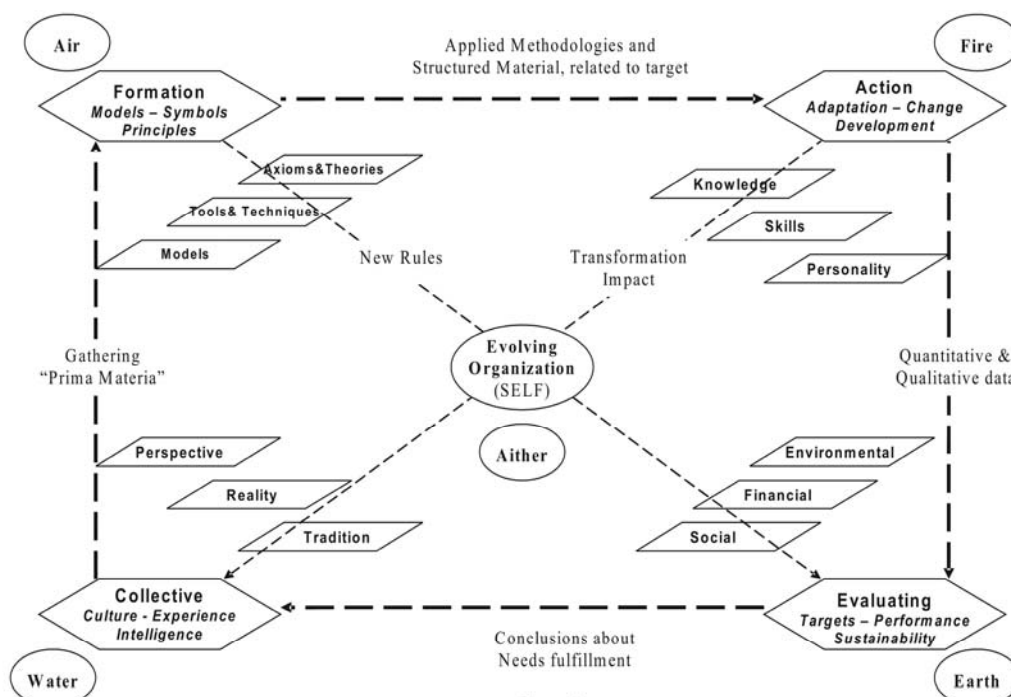 Air
Fire
Applied Methodologies and
Structured Material, related to target
Formation
Models – Symbols
Principles
Action
Adaptation – Change
Development
Axioms&Theories
Tools& Techniques
Models
Knowledge
Skills
Personality
New Rules
Transformation
Impact
Gathering
“Prima Materia”
Evolving
Organization
(SELF)
Quantitative &
Qualitative data
Aither
Perspective
Reality
Tradition
Environmental
Financial
Social
Collective
Culture - Experience
Intelligence
Evaluating
Targets – Performance
Sustainability
Conclusions about
Needs fulfillment
Water
Earth